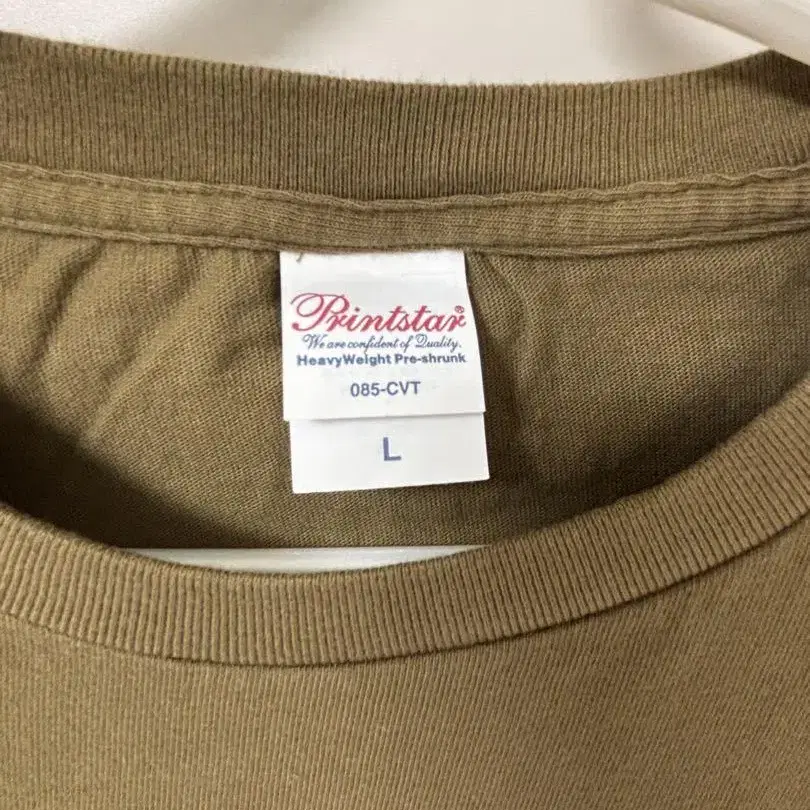 Printstar®
We are confident of Quality.
HeavyWeight Pre-shrunk
085-CVT
L